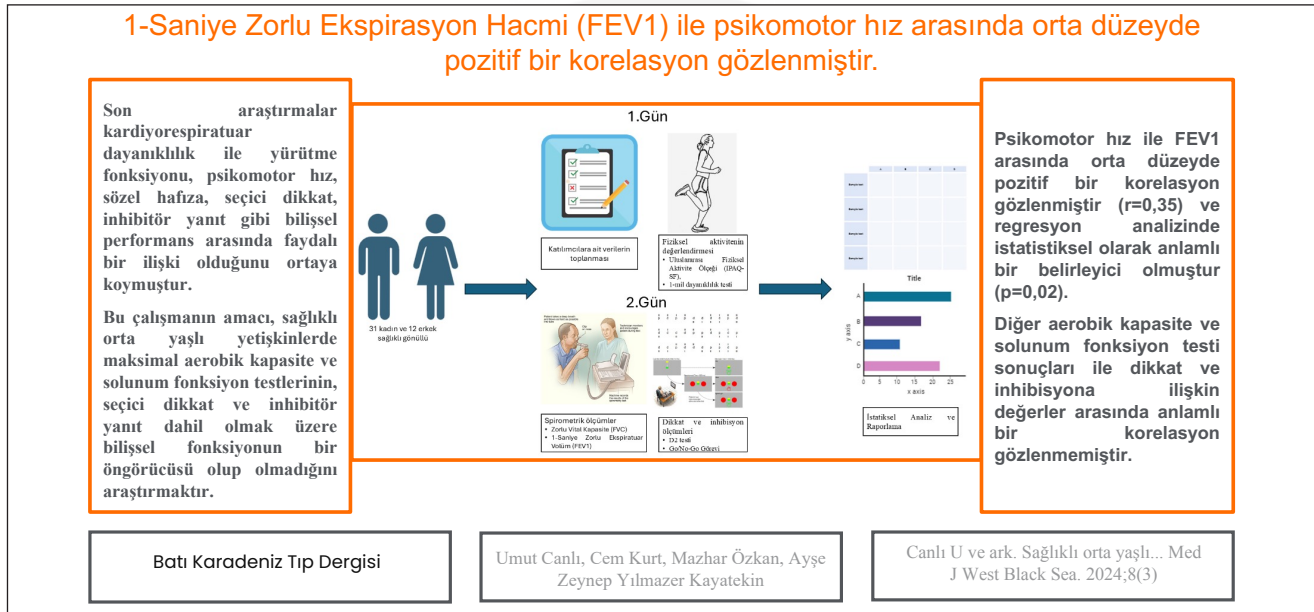 1-Saniye Zorlu Ekspirasyon Hacmi (FEV1) ile psikomotor hız arasında orta düzeyde
pozitif bir korelasyon gözlenmiştir.
Son araştırmalar
kardiyorespiratuar
dayanıklılık ile yürütme
fonksiyonu, psikomotor hız,
sözel hafıza, seçici dikkat,
inhibitör yanıt gibi bilişsel
performans arasında faydalı
bir ilişki olduğunu ortaya
koymuştur.
Bu çalışmanın amacı, sağlıklı
orta yaşlı yetişkinlerde
maksimal aerobik kapasite ve
solunum fonksiyon testlerinin,
seçici dikkat ve inhibitör
yanıt dahil olmak üzere
bilişsel fonksiyonun bir
öngörücüsü olup olmadığını
araştırmaktır.
31 kadın ve 12 erkek
sağlıklı gönüllü
1.Gün
Katılımcılara ait verilerin
toplanması
Fiziksel aktivitenin
değerlendirmesi
• Uluslararası Fiziksel
Aktivite Ölçeği (IPAQ-
SF),
• 1-mil dayanıklılık testi
2.Gün
Spirometrik ölçümler
• Zorlu Vital Kapasite (FVC)
• 1-Saniye Zorlu Ekspiratuar
Volüm (FEV1)
Dikkat ve inhibisyon
ölçümleri
• D2 testi
• Go/No-Go Görevi
Title
y axis
A
B
C
D
0 5 10 15 20 25
x axis
İstatiksel Analiz ve
Raporlama
Psikomotor hız ile FEV1
arasında orta düzeyde
pozitif bir korelasyon
gözlenmiştir (r=0,35) ve
regresyon analizinde
istatistiksel olarak anlamlı
bir belirleyici olmuştur
(p=0,02).
Diğer aerobik kapasite ve
solunum fonksiyon testi
sonuçları ile dikkat ve
inhibisyona ilişkin
değerler arasında anlamlı
bir korelasyon
gözlenmemiştir.
Batı Karadeniz Tıp Dergisi
Umut Canlı, Cem Kurt, Mazhar Özkan, Ayşe
Zeynep Yılmazer Kayatekin
Canlı U ve ark. Sağlıklı orta yaşlı... Med
J West Black Sea. 2024;8(3)